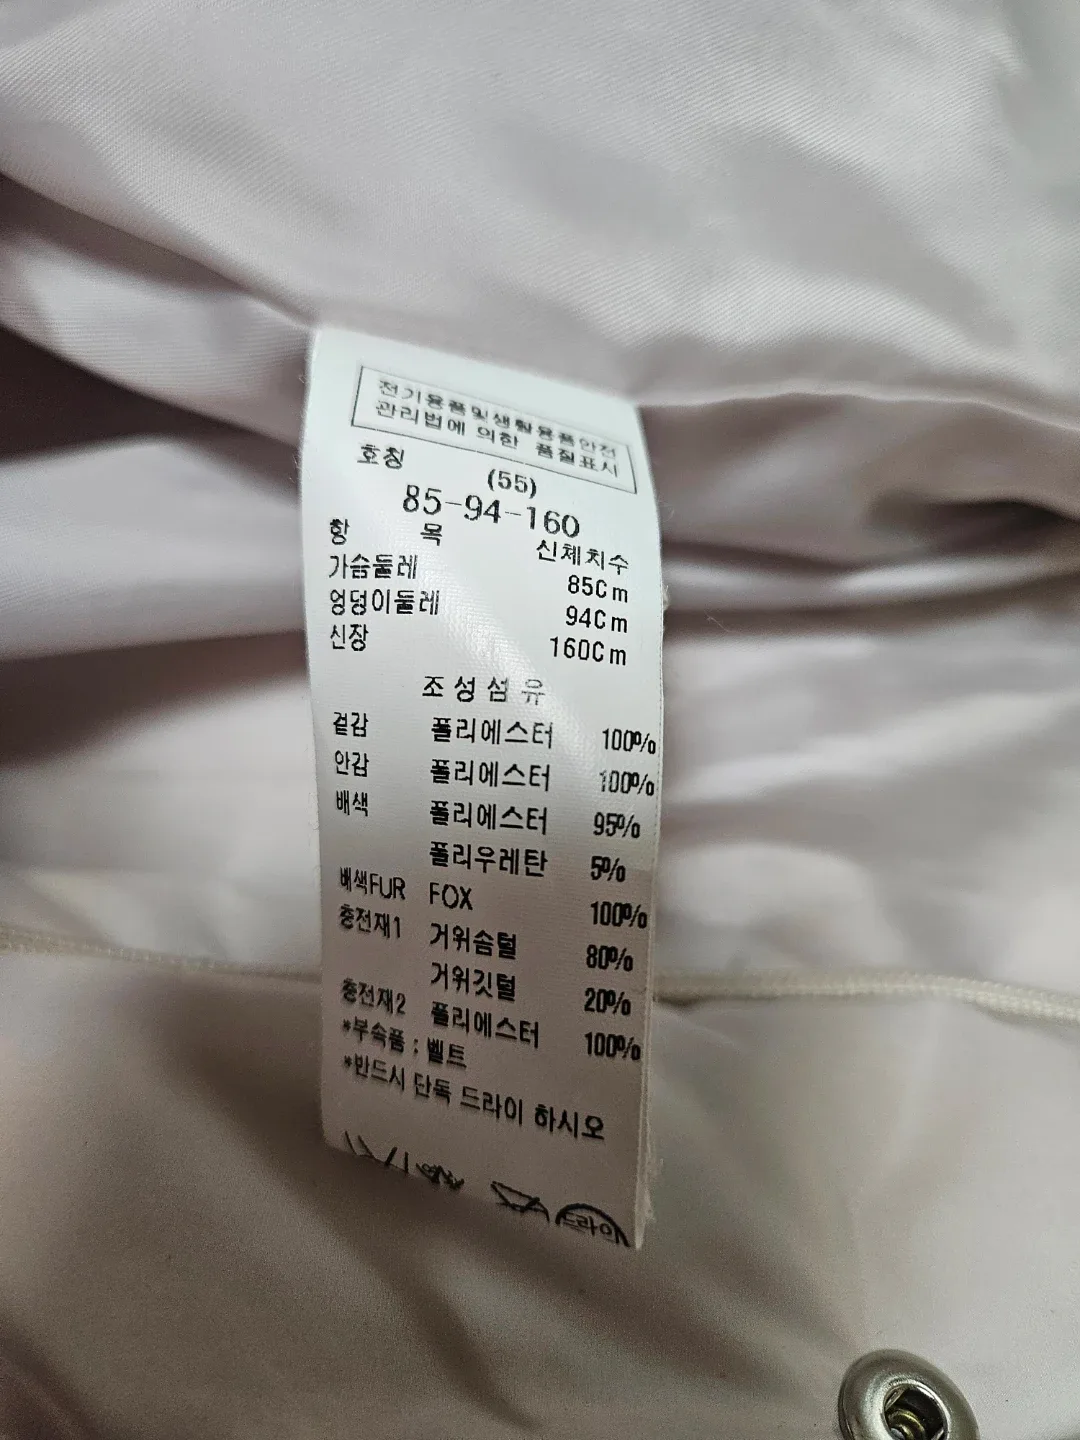 전기용품및생활용품안전
관리법에 의한 품질표시
호칭 (55)
85-94-160
항 목 신체치수
가슴둘레 85Cm
엉덩이둘레 94Cm
신장 160Cm
조성섬유
겉감 폴리에스터 100%
안감 폴리에스터 100%
배색 폴리에스터 95%
폴리우레탄 5%
배색FUR FOX 100%
충전재1 거위솜털 80%
거위깃털 20%
충전재2 폴리에스터 100%
*부속품 : 벨트
*반드시 단독 드라이 하시오
드라이